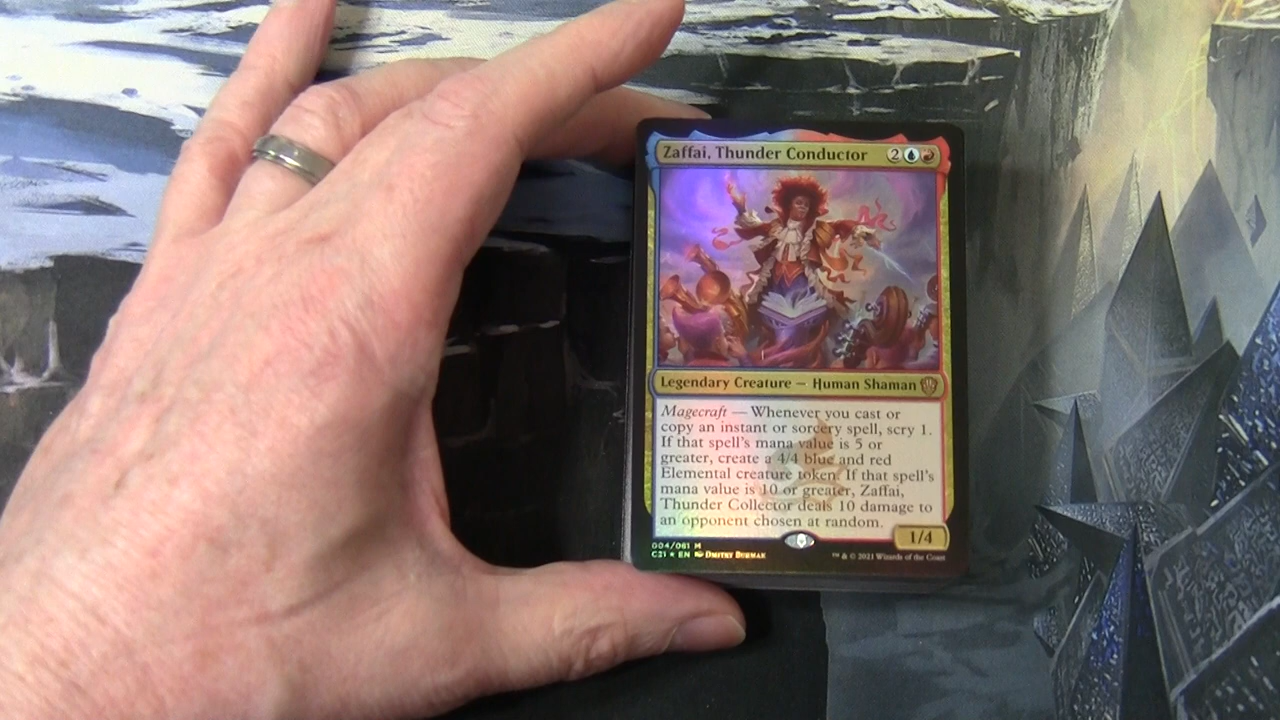 Zaffai, Thunder Conductor 2
Legendary Creature — Human Shaman
Magecraft — Whenever you cast or
copy an instant or sorcery spell, scry 1.
If that spell's mana value is 5 or
greater, create a 4/4 blue and red
Elemental creature token. If that spell's
mana value is 10 or greater, Zaffai,
Thunder Collector deals 10 damage to
an opponent chosen at random.
1/4
004/081 M
C21 ★ EN Dmitry Burmak
™ & © 2021 Wizards of the Coast